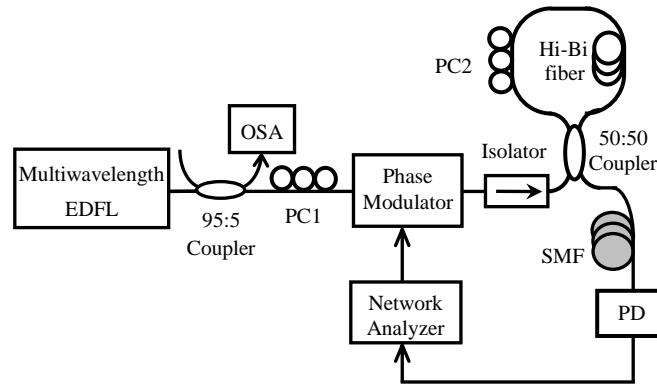 PC2
Hi-Bi
fiber
OSA
Multiwavelength
EDFL
95:5
Coupler
PC1
Phase
Modulator
Isolator
50:50
Coupler
SMF
Network
Analyzer
PD